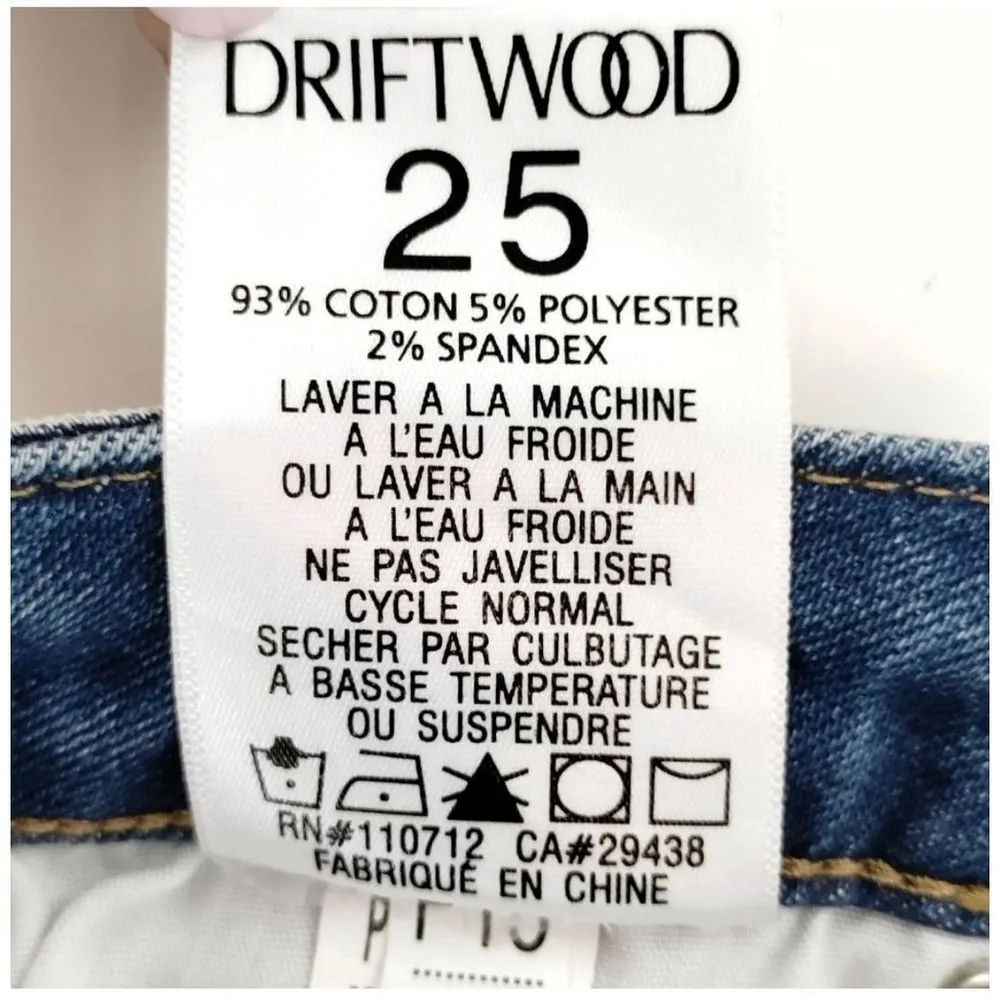 DRIFTWOOD
25
93% COTON 5% POLYESTER
2% SPANDEX
LAVER A LA MACHINE
A L'EAU FROIDE
OU LAVER A LA MAIN
A L'EAU FROIDE
NE PAS JAVELLISER
CYCLE NORMAL
SECHER PAR CULBUTAGE
A BASSE TEMPERATURE
OU SUSPENDRE
RN#110712 CA#29438
FABRIQUÉ EN CHINE